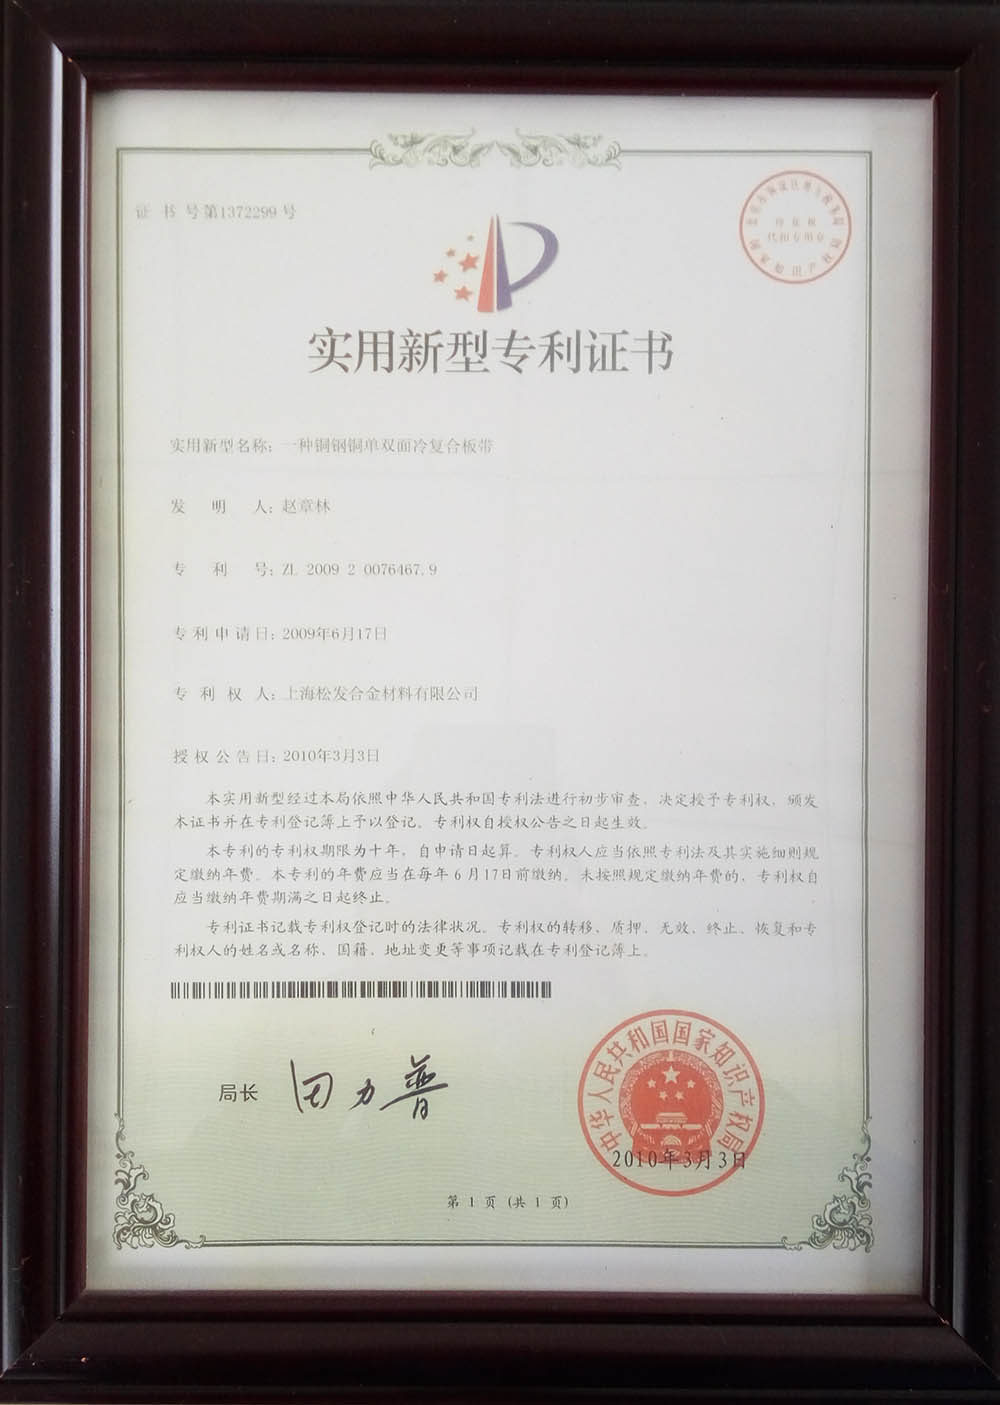 证 书 号第1372299号
实用新型专利证书
实用新型名称：一种铜钢铜单双面冷复合板带
发 明 人：赵章林
专 利 号：ZL 2009 2 0076467.9
专利申请日：2009年6月17日
专 利 权 人：上海松发合金材料有限公司
授权公告日：2010年3月3日
本实用新型经过本局依照中华人民共和国专利法进行初步审查，决定授予专利权，颁发
本证书并在专利登记簿上予以登记。专利权自授权公告之日起生效。
本专利的专利权期限为十年，自申请日起算。专利权人应当依照专利法及其实施细则规
定缴纳年费。本专利的年费应当在每年6月17日前缴纳。未按照规定缴纳年费的，专利权自
应当缴纳年费期满之日起终止。
专利证书记载专利权登记时的法律状况。专利权的转移、质押、无效、终止、恢复和专
利权人的姓名或名称、国籍、地址变更等事项记载在专利登记簿上。
局长 田力普
中华人民共和国国家知识产权局
2010年3月3日
第 1 页 (共 1 页)